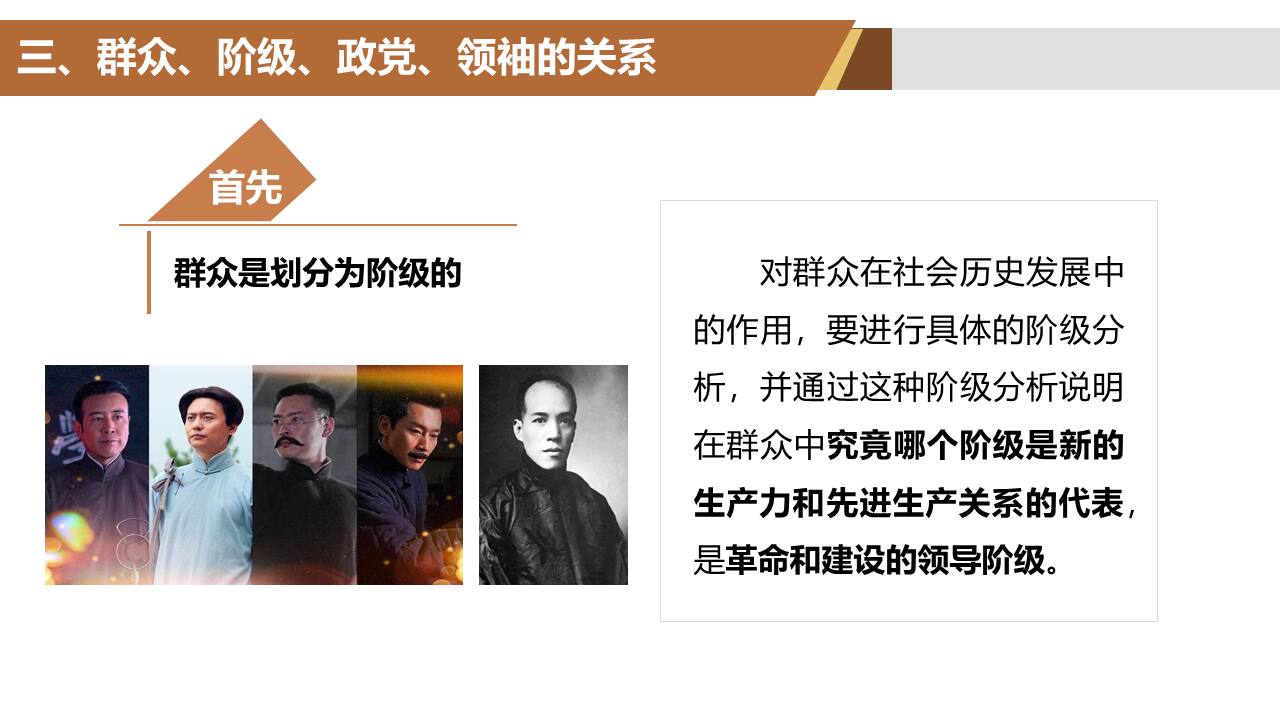 三、群众、阶级、政党、领袖的关系
首先
群众是划分为阶级的
对群众在社会历史发展中
的作用，要进行具体的阶级分
析，并通过这种阶级分析说明
在群众中究竟哪个阶级是新的
生产力和先进生产关系的代表，
是革命和建设的领导阶级。